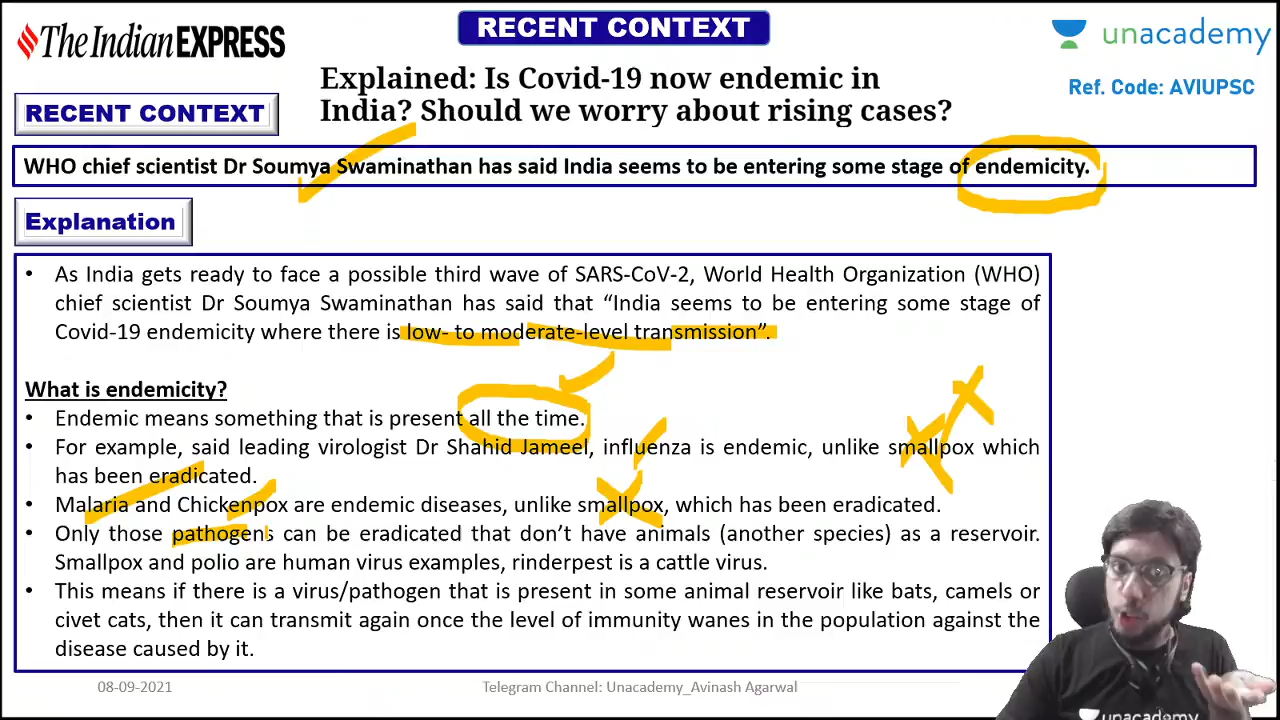 The Indian EXPRESS
RECENT CONTEXT
unacademy
Explained: Is Covid-19 now endemic in
India? Should we worry about rising cases?
Ref. Code: AVIUPSC
RECENT CONTEXT
WHO chief scientist Dr Soumya Swaminathan has said India seems to be entering some stage of endemicity.
Explanation
• As India gets ready to face a possible third wave of SARS-CoV-2, World Health Organization (WHO)
chief scientist Dr Soumya Swaminathan has said that “India seems to be entering some stage of
Covid-19 endemicity where there is low- to moderate-level transmission”.
What is endemicity?
• Endemic means something that is present all the time.
• For example, said leading virologist Dr Shahid Jameel, influenza is endemic, unlike smallpox which
has been eradicated.
• Malaria and Chickenpox are endemic diseases, unlike smallpox, which has been eradicated.
• Only those pathogens can be eradicated that don’t have animals (another species) as a reservoir.
Smallpox and polio are human virus examples, rinderpest is a cattle virus.
• This means if there is a virus/pathogen that is present in some animal reservoir like bats, camels or
civet cats, then it can transmit again once the level of immunity wanes in the population against the
disease caused by it.
08-09-2021
Telegram Channel: Unacademy_Avinash Agarwal
unacademy